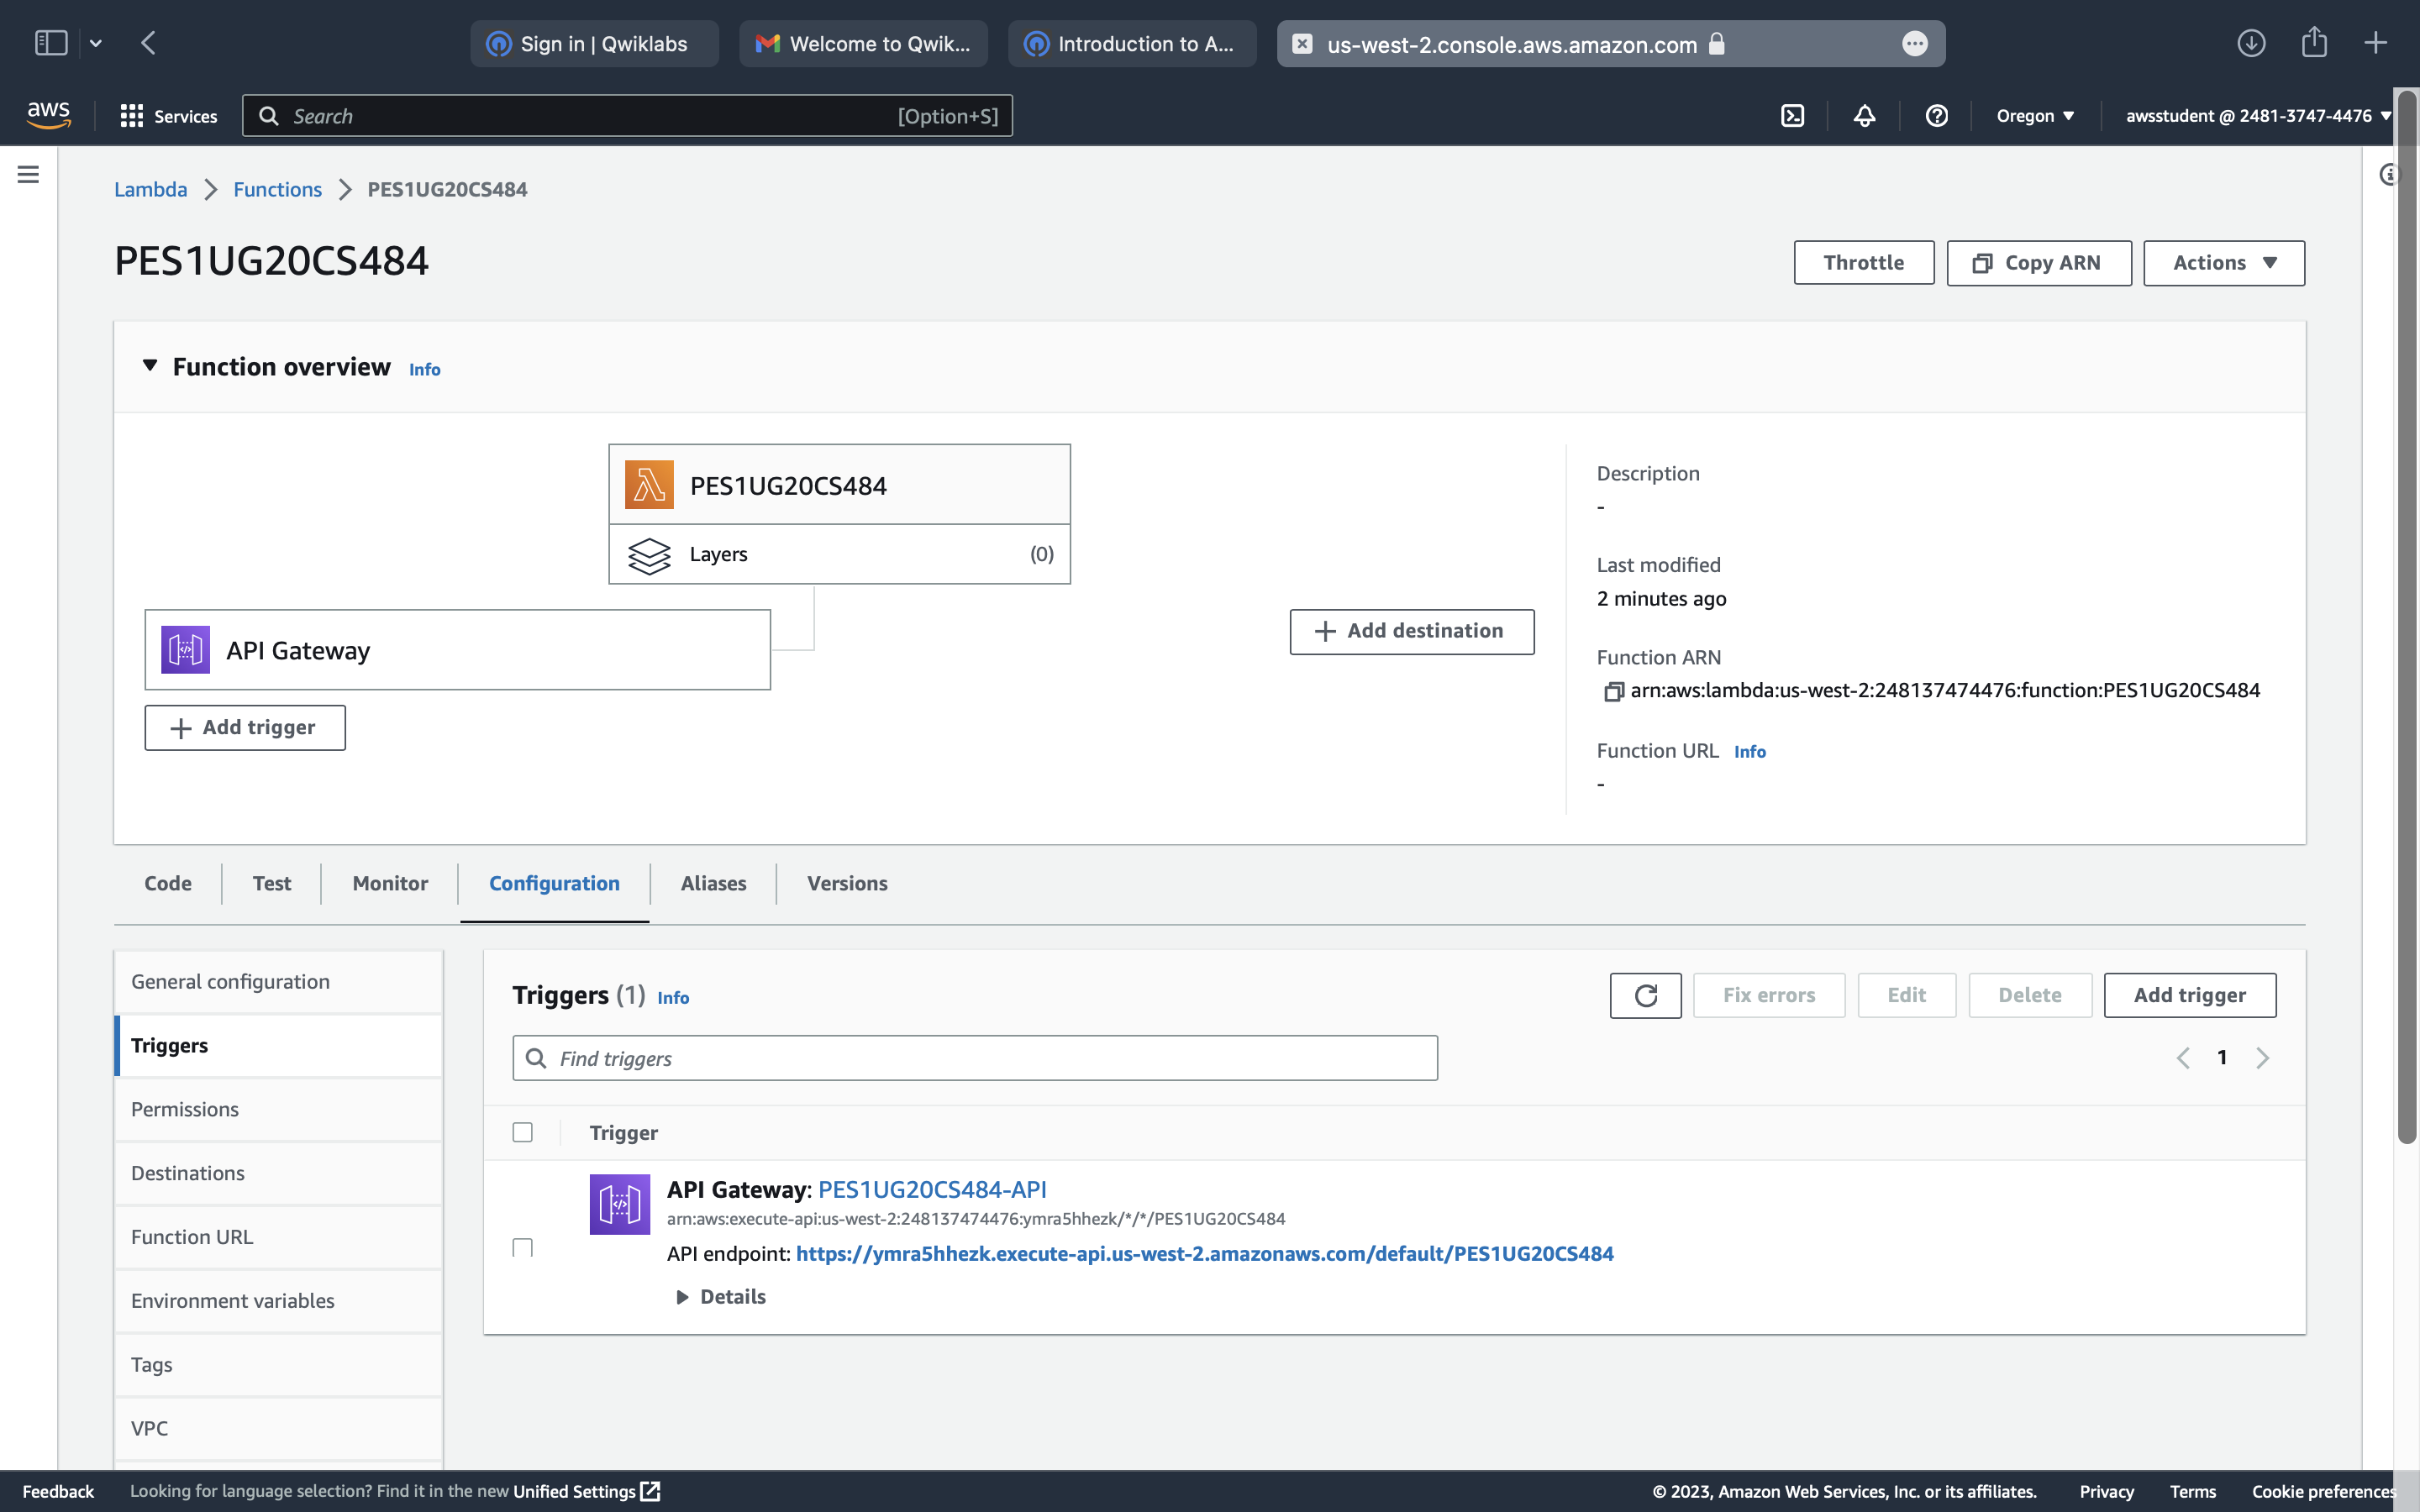 Sign in | Qwiklabs
Welcome to Qwik...
Introduction to A...
us-west-2.console.aws.amazon.com
aws
Services
Search
[Option+S]
Oregon
awsstudent @ 2481-3747-4476
Lambda
Functions
PES1UG20CS484
PES1UG20CS484
Throttle
Copy ARN
Actions
Function overview Info
PES1UG20CS484
Layers (0)
API Gateway
Add trigger
Add destination
Description
-
Last modified
2 minutes ago
Function ARN
arn:aws:lambda:us-west-2:248137474476:function:PES1UG20CS484
Function URL Info
-
Code
Test
Monitor
Configuration
Aliases
Versions
General configuration
Triggers
Permissions
Destinations
Function URL
Environment variables
Tags
VPC
Triggers (1) Info
Fix errors
Edit
Delete
Add trigger
Find triggers
1
Trigger
API Gateway: PES1UG20CS484-API
arn:aws:execute-api:us-west-2:248137474476:ymra5hhezk/*/*/PES1UG20CS484
API endpoint: https://ymra5hhezk.execute-api.us-west-2.amazonaws.com/default/PES1UG20CS484
Details
Feedback
Looking for language selection? Find it in the new Unified Settings
© 2023, Amazon Web Services, Inc. or its affiliates.
Privacy
Terms
Cookie preferences